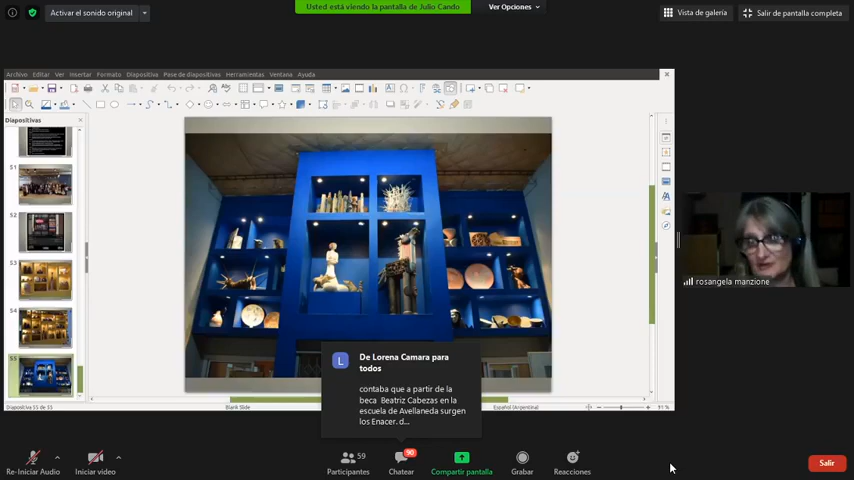 Activar el sonido original
Usted está viendo la pantalla de Julio Cando
Ver Opciones
Vista de galería
Salir de pantalla completa
Archivo Editar Ver Insertar Formato Diapositiva Pase de diapositivas Herramientas Ventana Ayuda
Diapositivas
51
52
53
54
55
rosangela manzione
L
De Lorena Camara para
todos
contaba que a partir de la
beca Beatriz Cabezas en la
escuela de Avellaneda surgen
los Enacer. d...
Diapositiva 55 de 55
Blank Slide
Español (Argentina)
Re-Iniciar Audio
Iniciar video
59
Participantes
90
Chatear
Compartir pantalla
Grabar
Reacciones
Salir